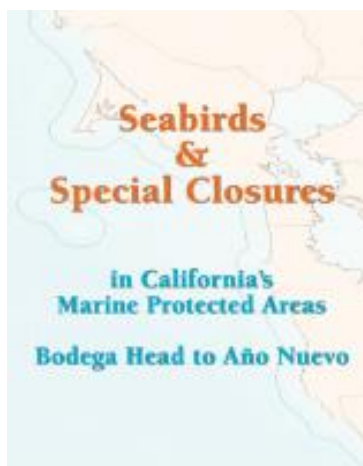 Seabirds
&
Special Closures
in California's
Marine Protected Areas
Bodega Head to Año Nuevo